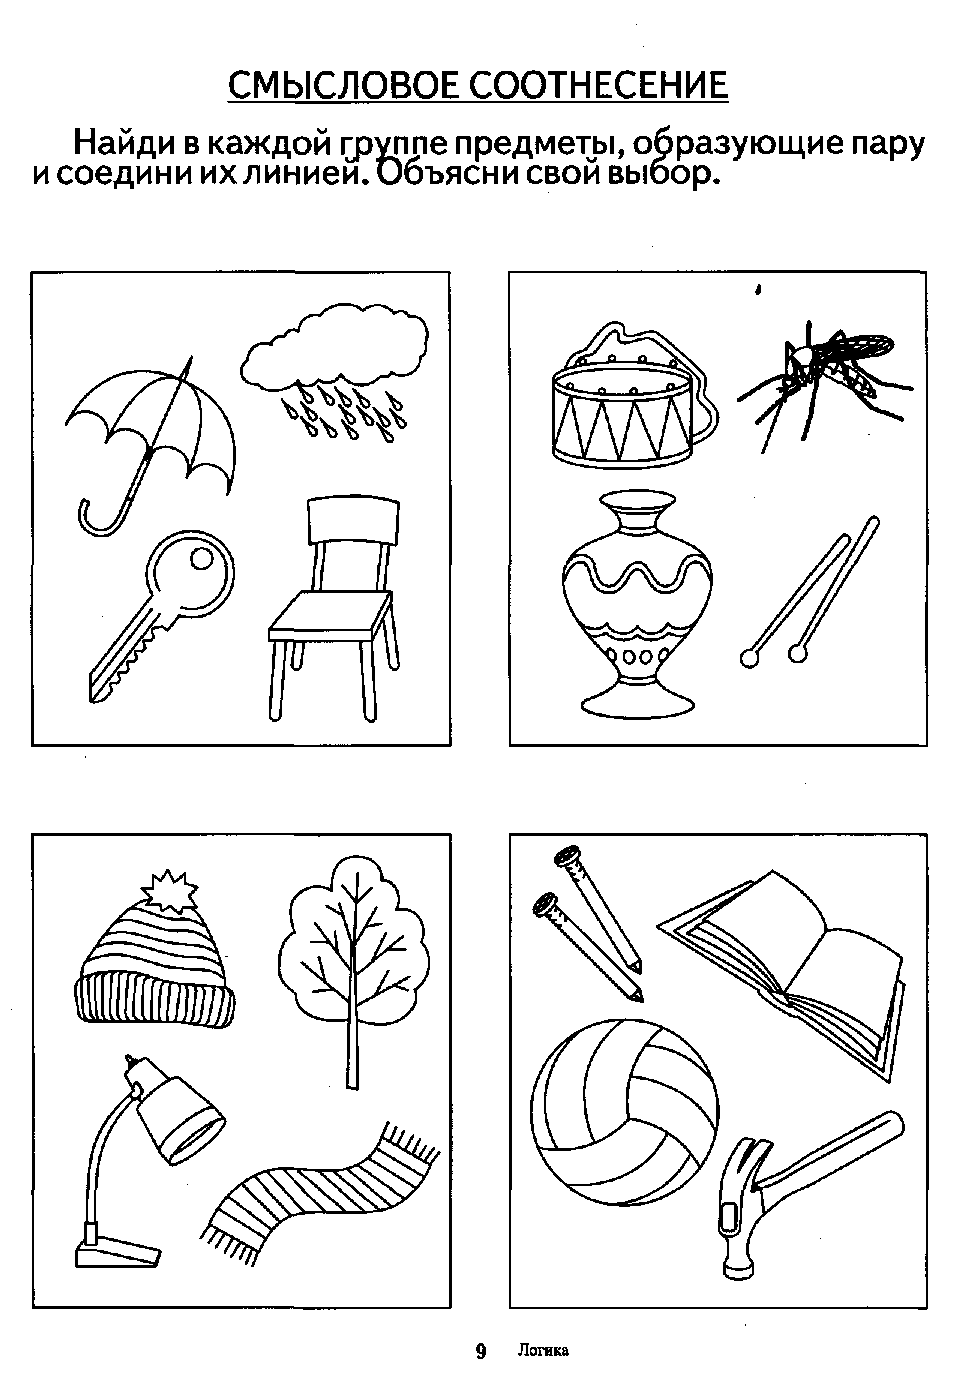 СМЫСЛОВОЕ СООТНЕСЕНИЕ
Найди в каждой группе предметы, образующие пару
и соедини их линией. Объясни свой выбор.
9 Логика